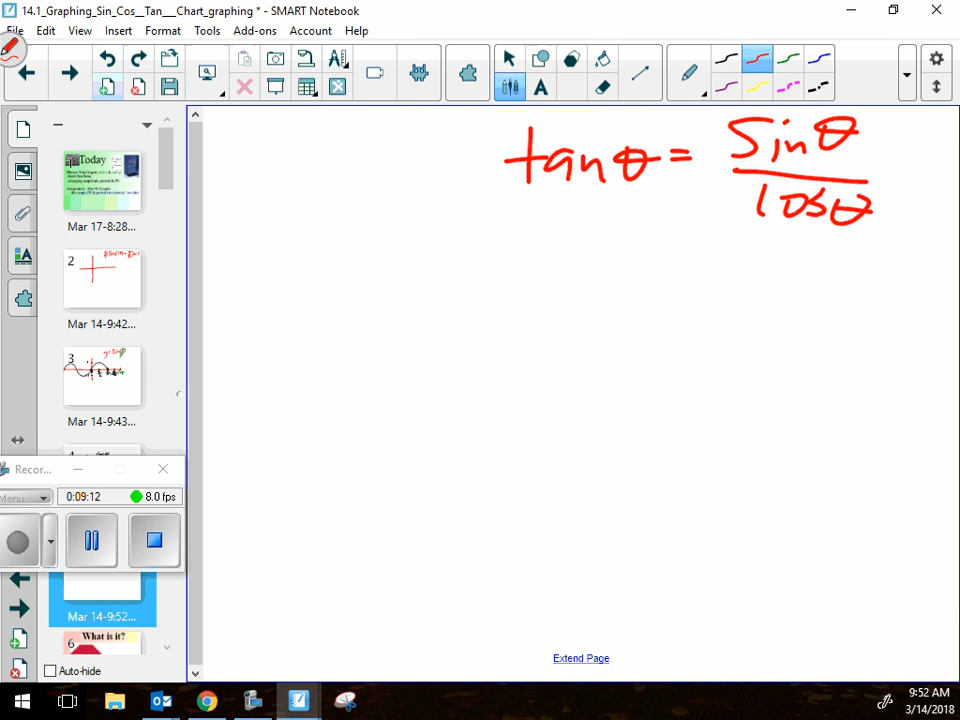 14.1_Graphing_Sin_Cos__Tan___Chart_graphing * - SMART Notebook
File Edit View Insert Format Tools Add-ons Account Help
tanθ = sinθ
cosθ
Today
Mar 17-8:28...
2
Mar 14-9:42...
3
Mar 14-9:43...
Recor...
Menu
0:09:12
8.0 fps
Mar 14-9:52...
6
What is it?
Auto-hide
Extend Page
9:52 AM
3/14/2018